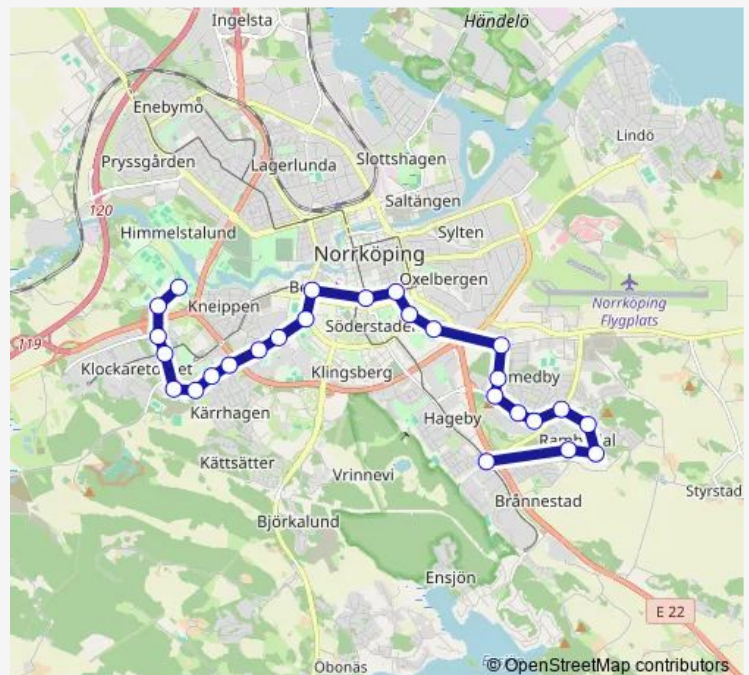 Ingelsta
Händelö
Enebymo
Lindö
Pryssgården
Lagerlunda
Slottshagen
Saltängen
120
Himmelstalund
Sylten
Norrköping
Oxelbergen
Kneippen
Norrköping
Flygplats
119
Klingsberg
Hageby
Kärrhagen
Kättsätter
Vrinnevi
Styrstad
Brånnestad
Björkalund
Ensjön
E 22
Obonäs
© OpenStreetMap contributors